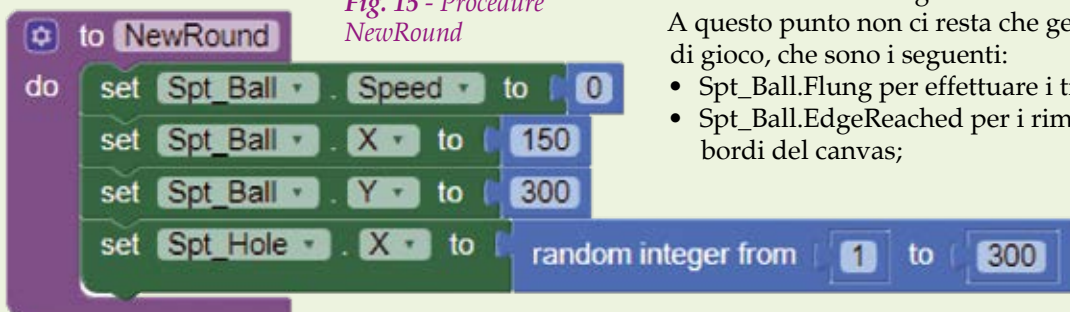 Fig. 15 - Procedure
NewRound
to NewRound
do set Spt_Ball . Speed to 0
set Spt_Ball . X to 150
set Spt_Ball . Y to 300
set Spt_Hole . X to random integer from 1 to 300
A questo punto non ci resta che
di gioco, che sono i seguenti:
• Spt_Ball.Flung per effettuare i
• Spt_Ball.EdgeReached per i
bordi del canvas;